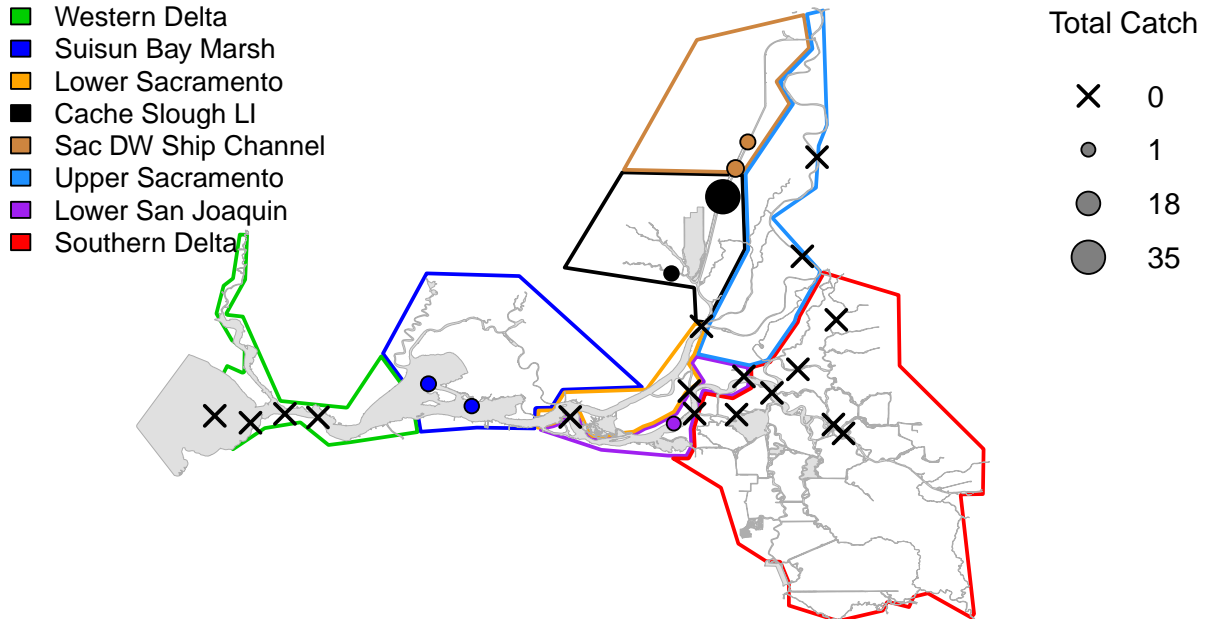 Western Delta
Suisun Bay Marsh
Lower Sacramento
Cache Slough LI
Sac DW Ship Channel
Upper Sacramento
Lower San Joaquin
Southern Delta
Total Catch
0
1
18
35